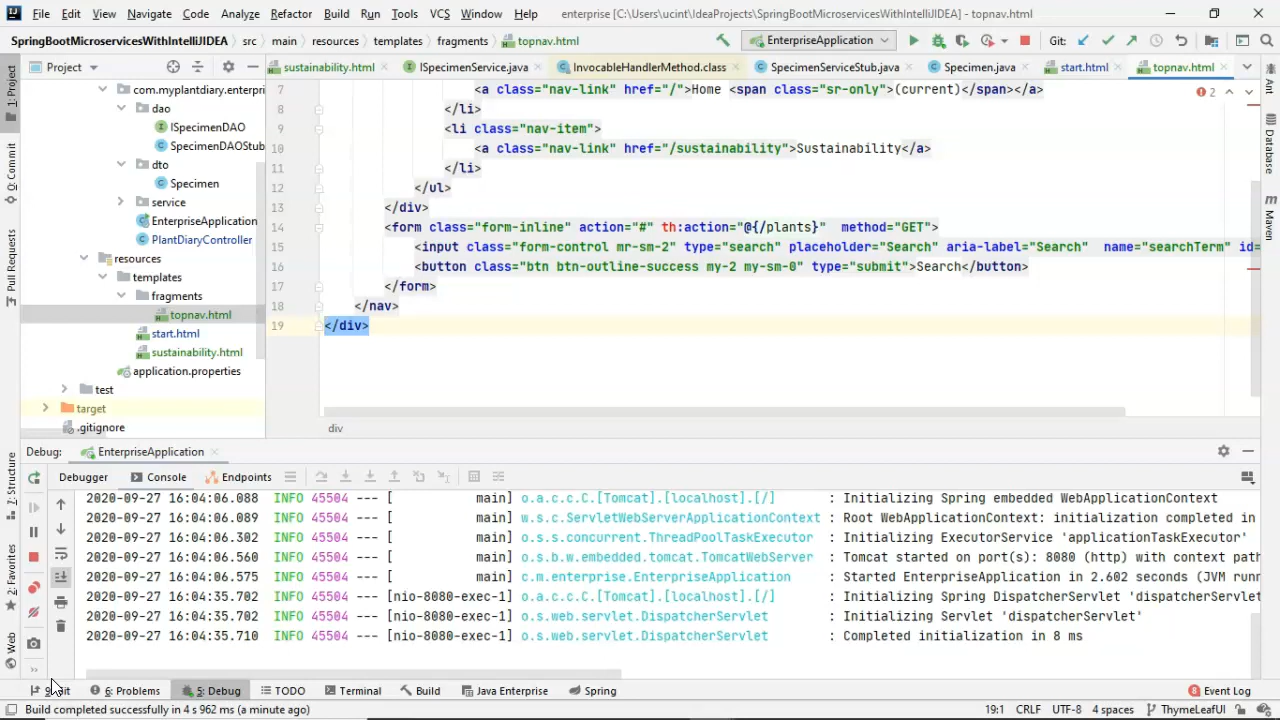 File Edit View Navigate Code Analyze Refactor Build Run Tools VCS Window Help enterprise [C:\Users\ucint\IdeaProjects\SpringBootMicroservicesWithIntelliJIDEA] - topnav.html
SpringBootMicroservicesWithIntelliJIDEA src main resources templates fragments topnav.html EnterpriseApplication Git:
Project sustainability.html ISpecimenService.java InvocableHandlerMethod.class SpecimenServiceStub.java Specimen.java start.html topnav.html
1: Project
0: Commit
Pull Requests
2: Structure
2: Favorites
Web
com.myplantdiary.enterpri
dao
ISpecimenDAO
SpecimenDAOStub
dto
Specimen
service
EnterpriseApplication
PlantDiaryController
resources
templates
fragments
topnav.html
start.html
sustainability.html
application.properties
test
target
.gitignore
7 <a class="nav-link" href="/">Home <span class="sr-only">(current)</span></a>
8 </li>
9 <li class="nav-item">
10 <a class="nav-link" href="/sustainability">Sustainability</a>
11 </li>
12 </ul>
13 </div>
14 <form class="form-inline" action="#" th:action="@{/plants}" method="GET">
15 <input class="form-control mr-sm-2" type="search" placeholder="Search" aria-label="Search" name="searchTerm" id=
16 <button class="btn btn-outline-success my-2 my-sm-0" type="submit">Search</button>
17 </form>
18 </nav>
19 </div>
2
Ant
Database
Maven
div
Debug: EnterpriseApplication
Debugger Console Endpoints
2020-09-27 16:04:06.088 INFO 45504 --- [ main] o.a.c.c.C.[Tomcat].[localhost].[/] : Initializing Spring embedded WebApplicationContext
2020-09-27 16:04:06.089 INFO 45504 --- [ main] w.s.c.ServletWebServerApplicationContext : Root WebApplicationContext: initialization completed in
2020-09-27 16:04:06.302 INFO 45504 --- [ main] o.s.s.concurrent.ThreadPoolTaskExecutor : Initializing ExecutorService 'applicationTaskExecutor'
2020-09-27 16:04:06.560 INFO 45504 --- [ main] o.s.b.w.embedded.tomcat.TomcatWebServer : Tomcat started on port(s): 8080 (http) with context path
2020-09-27 16:04:06.575 INFO 45504 --- [ main] c.m.enterprise.EnterpriseApplication : Started EnterpriseApplication in 2.602 seconds (JVM runn
2020-09-27 16:04:35.702 INFO 45504 --- [nio-8080-exec-1] o.a.c.c.C.[Tomcat].[localhost].[/] : Initializing Spring DispatcherServlet 'dispatcherServlet
2020-09-27 16:04:35.702 INFO 45504 --- [nio-8080-exec-1] o.s.web.servlet.DispatcherServlet : Initializing Servlet 'dispatcherServlet'
2020-09-27 16:04:35.710 INFO 45504 --- [nio-8080-exec-1] o.s.web.servlet.DispatcherServlet : Completed initialization in 8 ms
6: Problems 5: Debug TODO Terminal Build Java Enterprise Spring 8 Event Log
Build completed successfully in 4 s 962 ms (a minute ago) 19:1 CRLF UTF-8 4 spaces ThymeLeafUI